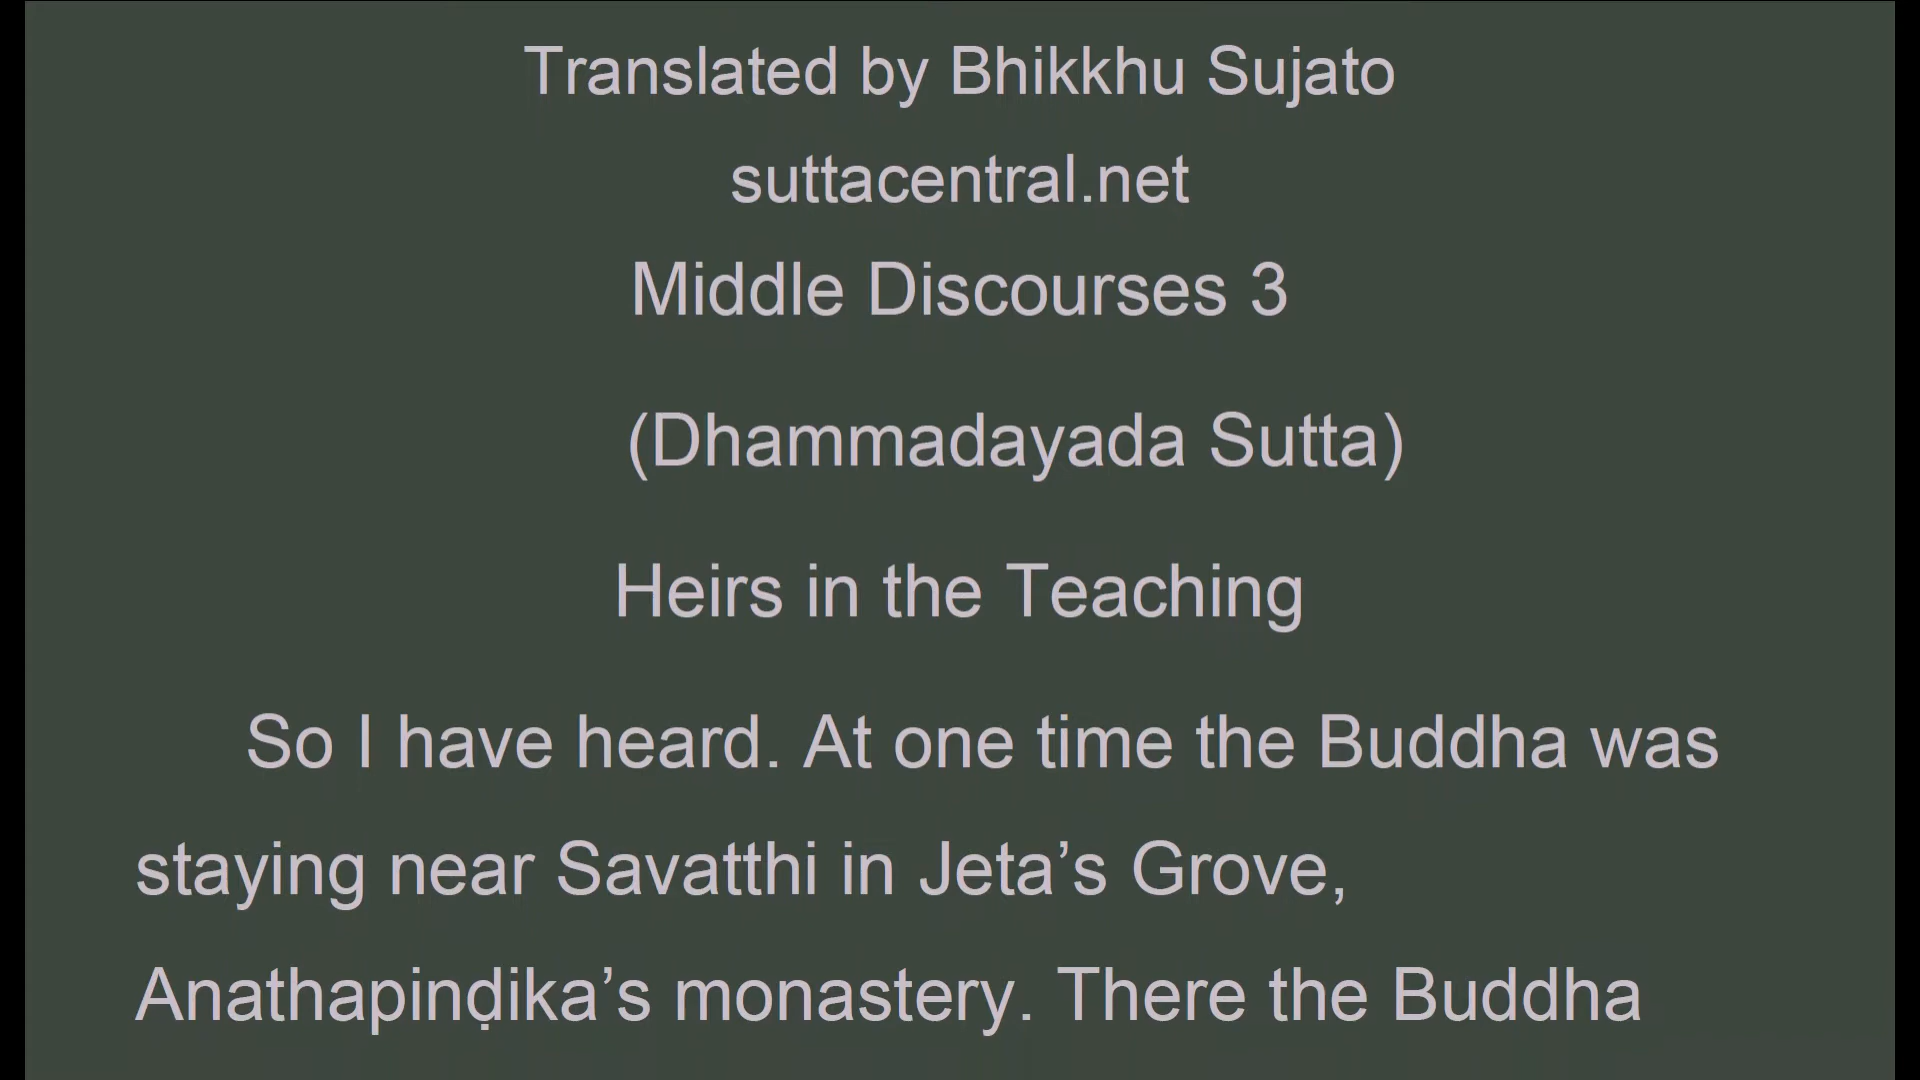 Translated by Bhikkhu Sujato
suttacentral.net
Middle Discourses 3
(Dhammadayada Sutta)
Heirs in the Teaching
So I have heard. At one time the Buddha was
staying near Savatthi in Jeta’s Grove,
Anathapinḍika’s monastery. There the Buddha